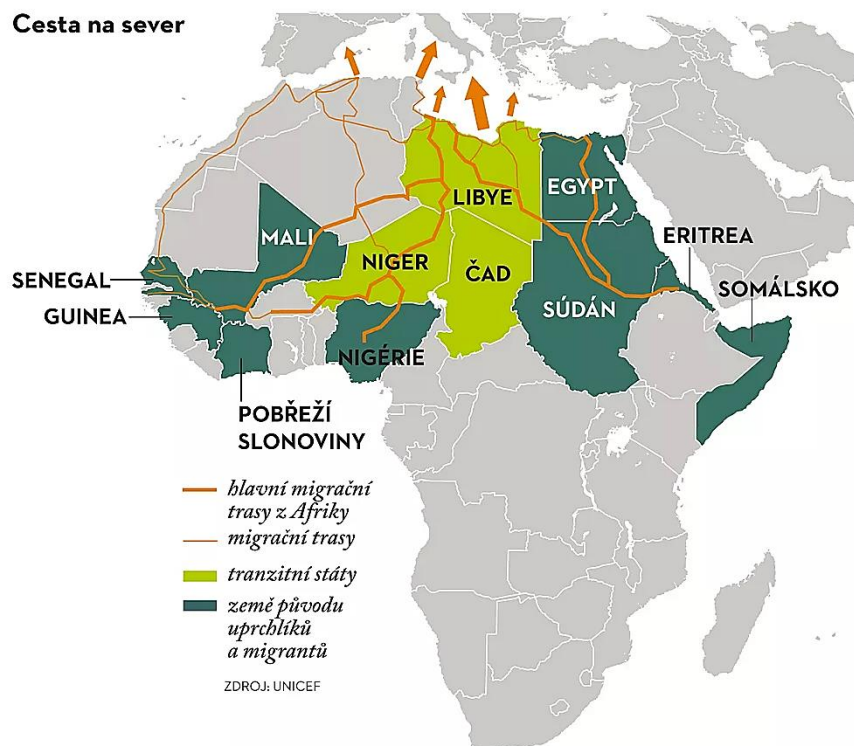 Cesta na sever
LIBYE
EGYPT
MALI
NIGER
ČAD
ERITREA
SENEGAL
SOMÁLSKO
GUINEA
SÚDÁN
NIGÉRIE
POBŘEŽÍ
SLONOVINY
hlavní migrační
trasy z Afriky
migrační trasy
tranzitní státy
země původu
uprchlíků
a migrantů
ZDROJ: UNICEF